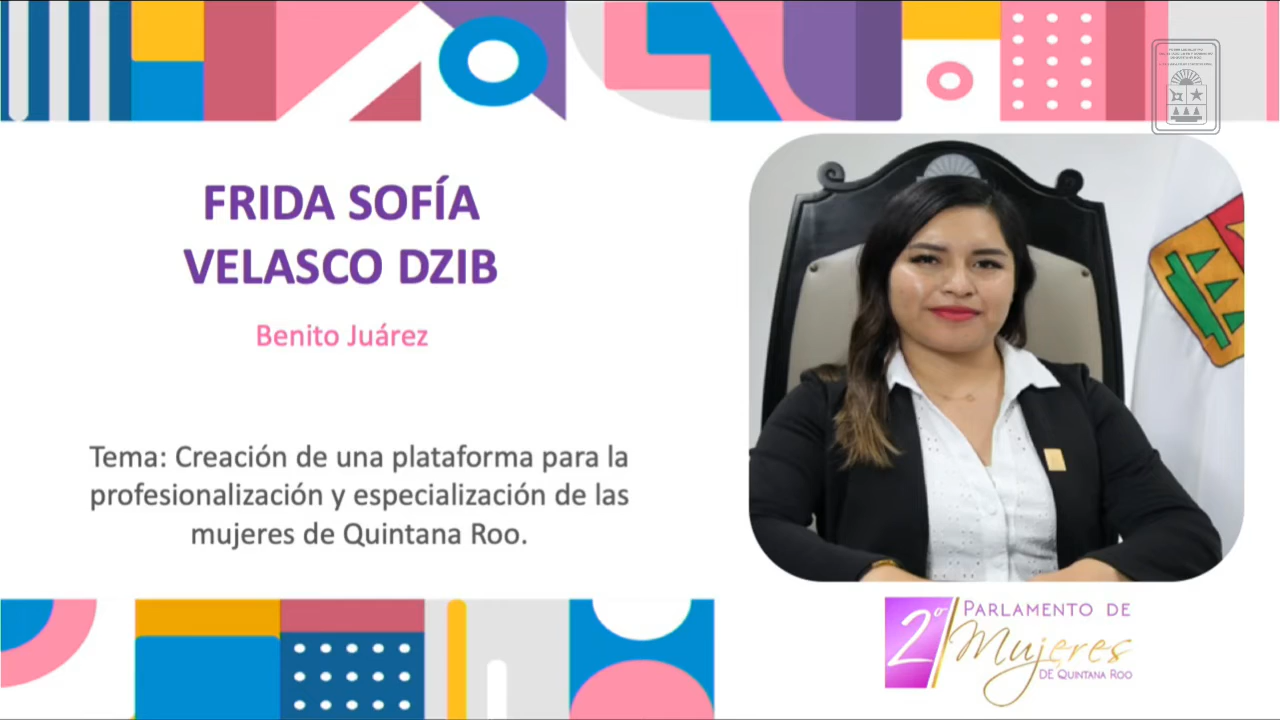 FRIDA SOFÍA
VELASCO DZIB
Benito Juárez
Tema: Creación de una plataforma para la
profesionalización y especialización de las
mujeres de Quintana Roo.
2º PARLAMENTO DE
Mujeres
DE QUINTANA ROO